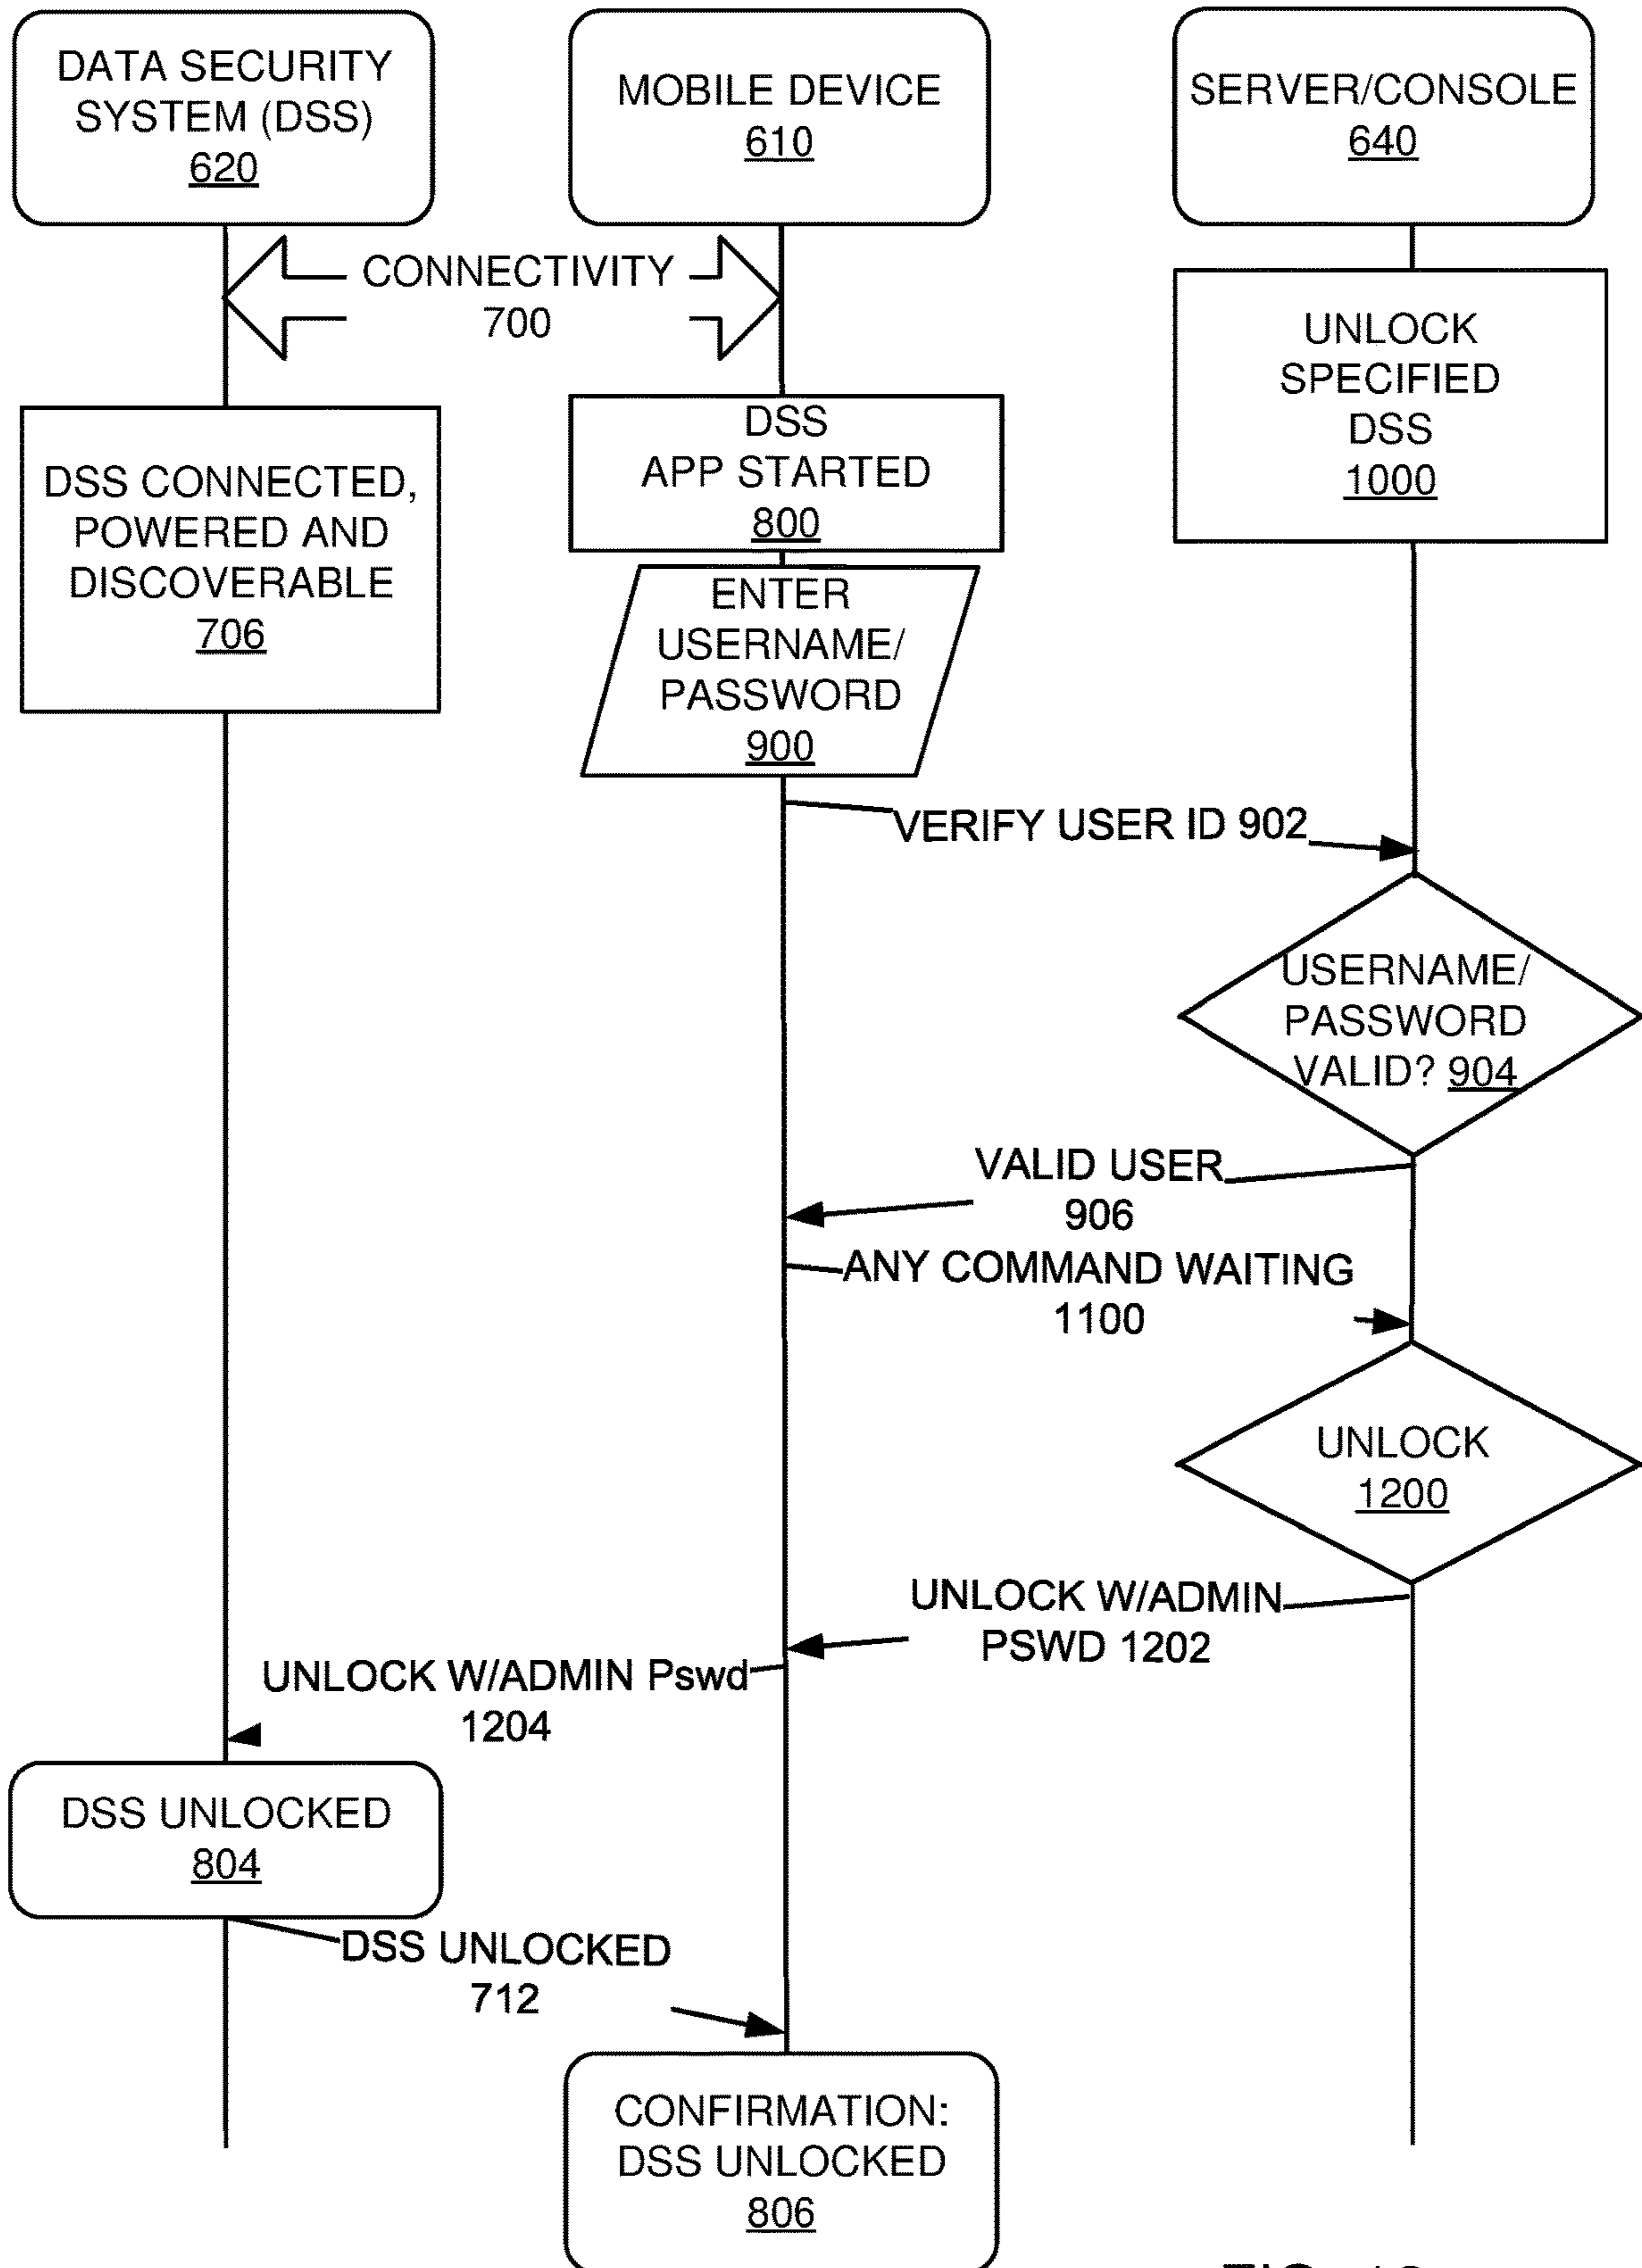 DATA SECURITY
SYSTEM (DSS)
620
MOBILE DEVICE
610
SERVER/CONSOLE
640
CONNECTIVITY
700
UNLOCK
SPECIFIED
DSS
1000
DSS CONNECTED,
POWERED AND
DISCOVERABLE
706
DSS
APP STARTED
800
ENTER
USERNAME/
PASSWORD
900
VERIFY USER ID 902
USERNAME/
PASSWORD
VALID? 904
VALID USER
906
ANY COMMAND WAITING
1100
UNLOCK
1200
UNLOCK W/ADMIN
PSWD 1202
UNLOCK W/ADMIN Pswd
1204
DSS UNLOCKED
804
DSS UNLOCKED
712
CONFIRMATION:
DSS UNLOCKED
806